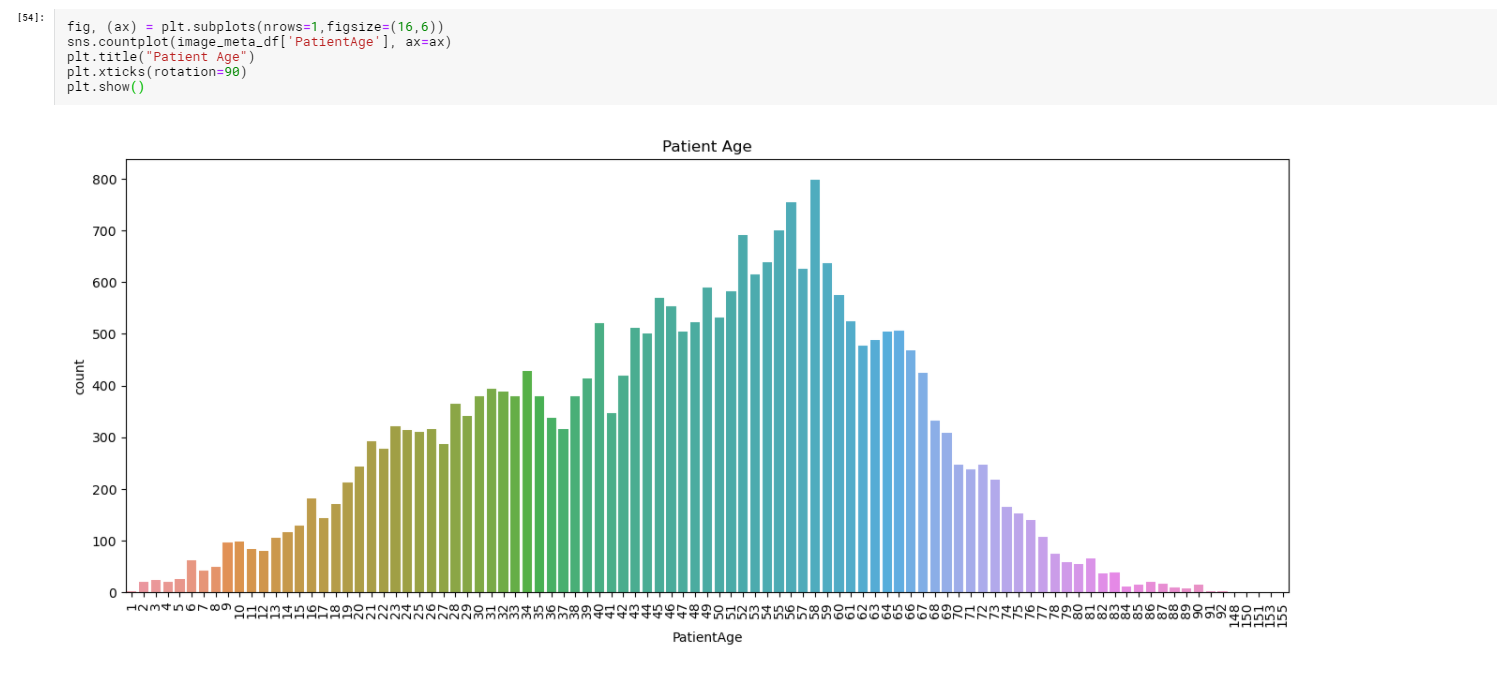 [54]:
fig, (ax) = plt.subplots(nrows=1,figsize=(16,6))
sns.countplot(image_meta_df['PatientAge'], ax=ax)
plt.title("Patient Age")
plt.xticks(rotation=90)
plt.show()
Patient Age
800
700
600
500
400
300
200
100
0
count
1 2 3 4 5 6 7 8 9 10 11 12 13 14 15 16 17 18 19 20 21 22 23 24 25 26 27 28 29 30 31 32 33 34 35 36 37 38 39 40 41 42 43 44 45 46 47 48 49 50 51 52 53 54 55 56 57 58 59 60 61 62 63 64 65 66 67 68 69 70 71 72 73 74 75 76 77 78 79 80 81 82 83 84 85 86 87 88 89 90 91 92 148 150 151 153 155
PatientAge